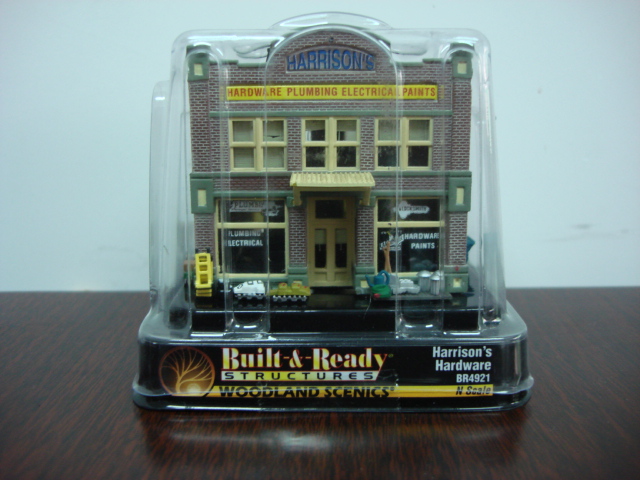 HARRISON'S
HARDWARE PLUMBING ELECTRICAL PAINTS
PLUMBING
ELECTRICAL
HARDWARE
PAINTS
Built-&-Ready®
STRUCTURES
WOODLAND SCENICS®
Harrison's
Hardware
BR4921
N Scale